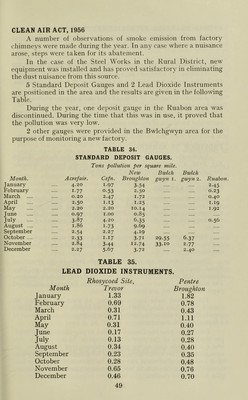 CLEAN AIR ACT, 1956
A number of observations of smoke emission from factory
chimneys were made during the year. In any case where a nuisance
arose, steps were taken for its abatement.
In the case of the Steel Works in the Rural District, new
equipment was installed and has proved satisfactory in eliminating
the dust nuisance from this source.
5 Standard Deposit Gauges and 2 Lead Dioxide Instruments
are positioned in the area and the results are given in the following
Table.
During the year, one deposit gauge in the Ruabon area was
discontinued. During the time that this was in use, it proved that
the pollution was very low.
2 other gauges were provided in the Bwlchgwyn area for the
purpose of monitoring a new factory.
TABLE 34.
STANDARD DEPOSIT GAUGES.
Tons pollution per square mile.
New Bulch Bulch
Month. Acrefair. Cefn. Broughton gwyn 1. gwyn 2. Ruabon.
January 4.20 1.97 3.54 2.45
February 1.77 0.53 2.50 0.23
March 0.20 2.47 1.72 0.40
April 2.50 1.13 1.25 1.19
May 2.20 2.20 10.14 1.92
June 0.97 1.00 0.85
July 3.87 4.20 6.35 0.50
August 1.86 1.73 9.69
September 2.54 2.27 4.19
October 2.33 1.17 3.71 29.55 6.37
November 2.84 3.44 11.74 33.10 2.77
December 2.27 5.67 3.72 2.40
TABLE 35.
LEAD DIOXIDE INSTRUMENTS.
Rhosycoed Site, Pentre
Month Trevor Broughton
January 1.33 1.82
February 0.69 0.78
March 0.31 0.43
April 0.71 1.11
May 0.31 0.40
June 0.17 0.27
July 0.13 0.28
August 0.34 0.40
September 0.23 0.35
October 0.28 0.48
November 0.65 0.76
December 0.46 0.70
49